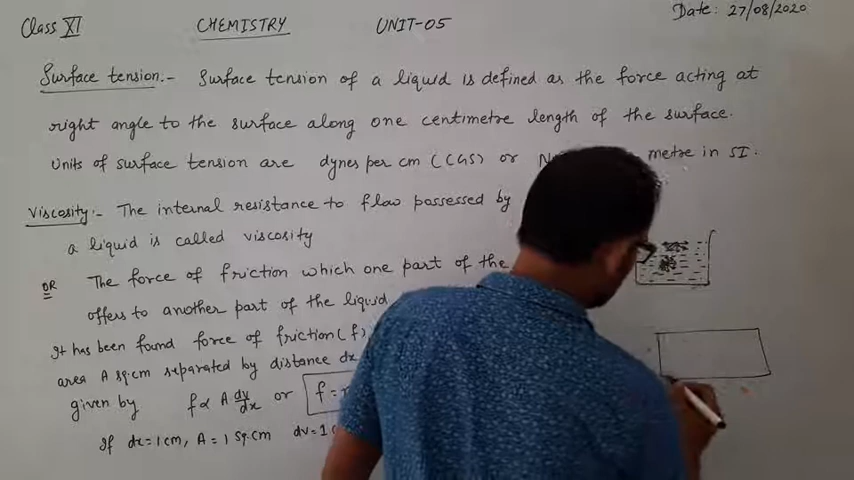 Class XI CHEMISTRY UNIT-05 Date: 27/08/2020
Surface tension:- Surface tension of a liquid is defined as the force acting at
right angle to the surface along one centimetre length of the surface.
Units of surface tension are dynes per cm (CGS) or metre in SI.
Viscosity:- The internal resistance to flow possessed by
a liquid is called viscosity
OR The force of friction which one part of the
offers to another part of the liquid
It has been found force of friction (f)
area A sq.cm separated by distance dx
given by f ∝ A dv/dx or f =
If dx = 1 cm, A = 1 sq.cm dv = 1